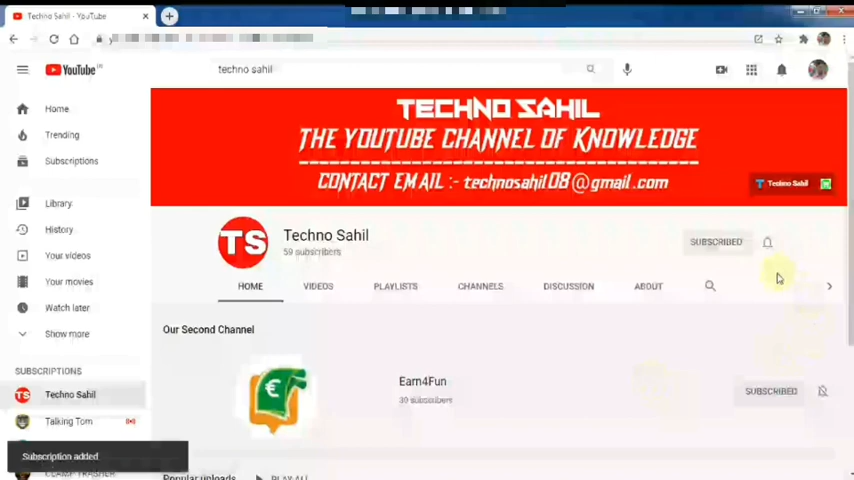 Techno Sahil - YouTube
YouTube
techno sahil
Home
Trending
Subscriptions
Library
History
Your videos
Your movies
Watch later
Show more
SUBSCRIPTIONS
Techno Sahil
Talking Tom
Subscription added
TECHNO SAHIL
THE YOUTUBE CHANNEL OF KNOWLEDGE
CONTACT EMAIL :- technosahil08@gmail.com
Techno Sahil
TS
Techno Sahil
59 subscribers
SUBSCRIBED
HOME VIDEOS PLAYLISTS CHANNELS DISCUSSION ABOUT
Our Second Channel
Earn4Fun
subscribers
SUBSCRIBED
Popular uploads PLAY ALL